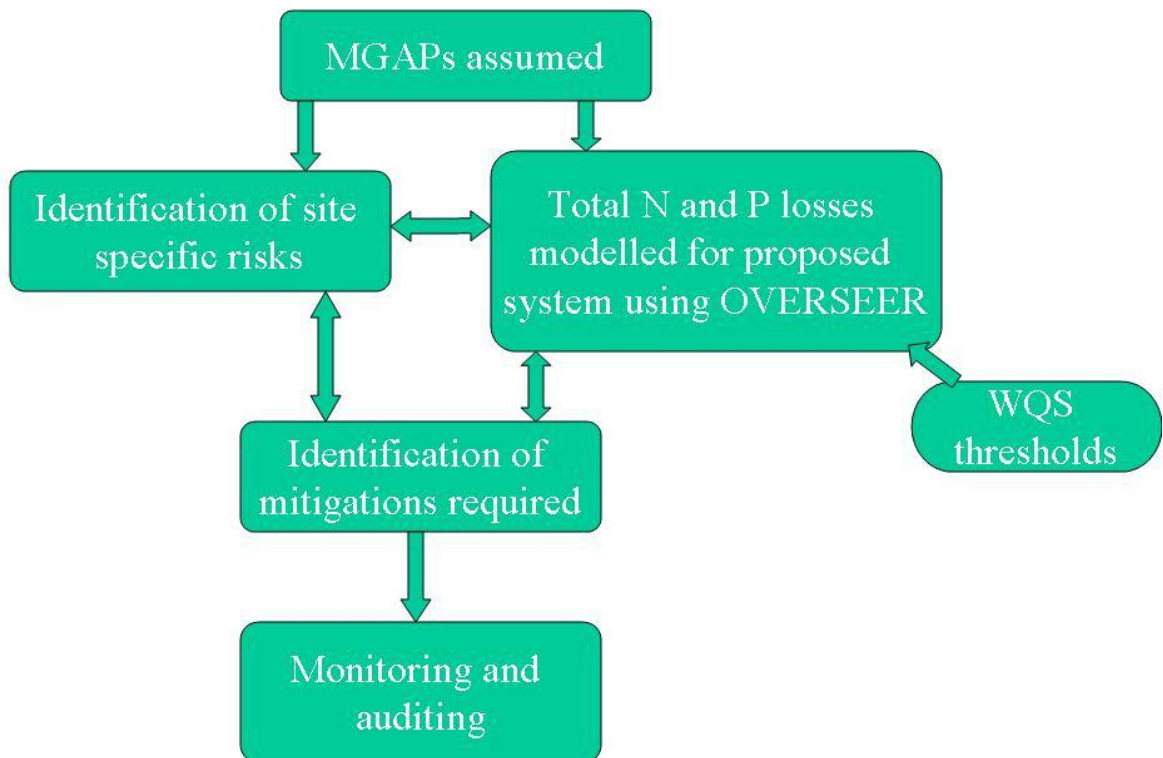 MGAPs assumed
Identification of site
specific risks
Total N and P losses
modelled for proposed
system using OVERSEER
WQS
thresholds
Identification of
mitigations required
Monitoring and
auditing